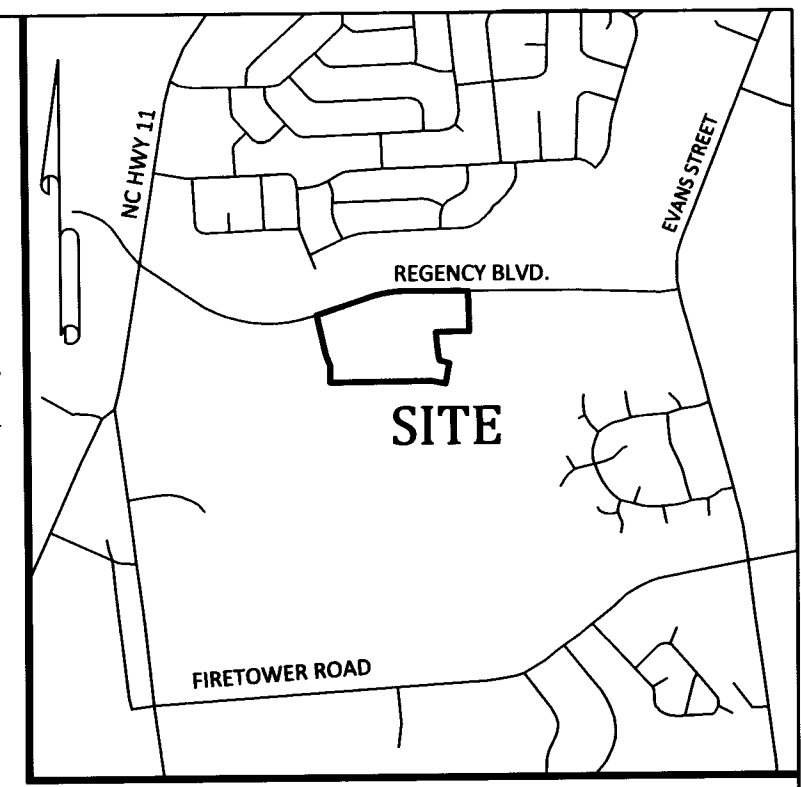 NC HWY 11
EVANS STREET
REGENCY BLVD.
SITE
FIRETOWER ROAD